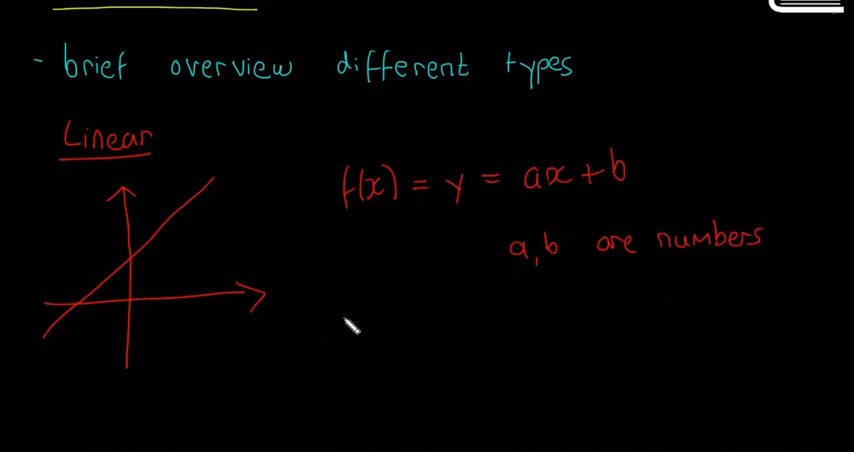 - brief overview different types
Linear
f(x) = y = ax + b
a, b are numbers